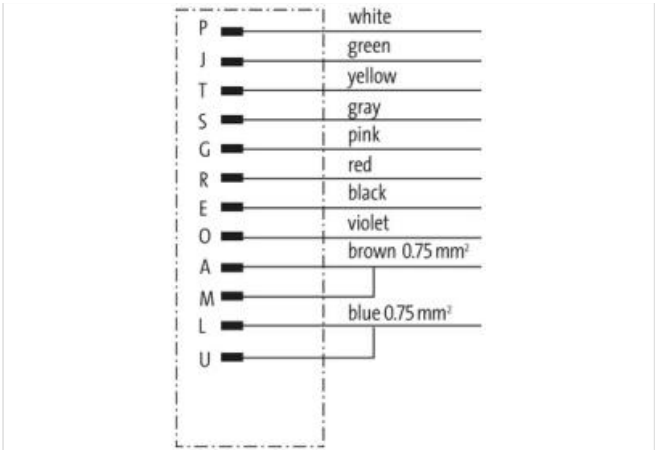 P white
J green
T yellow
S gray
G pink
R red
E black
O violet
A brown 0.75 mm²
M
L blue 0.75 mm²
U